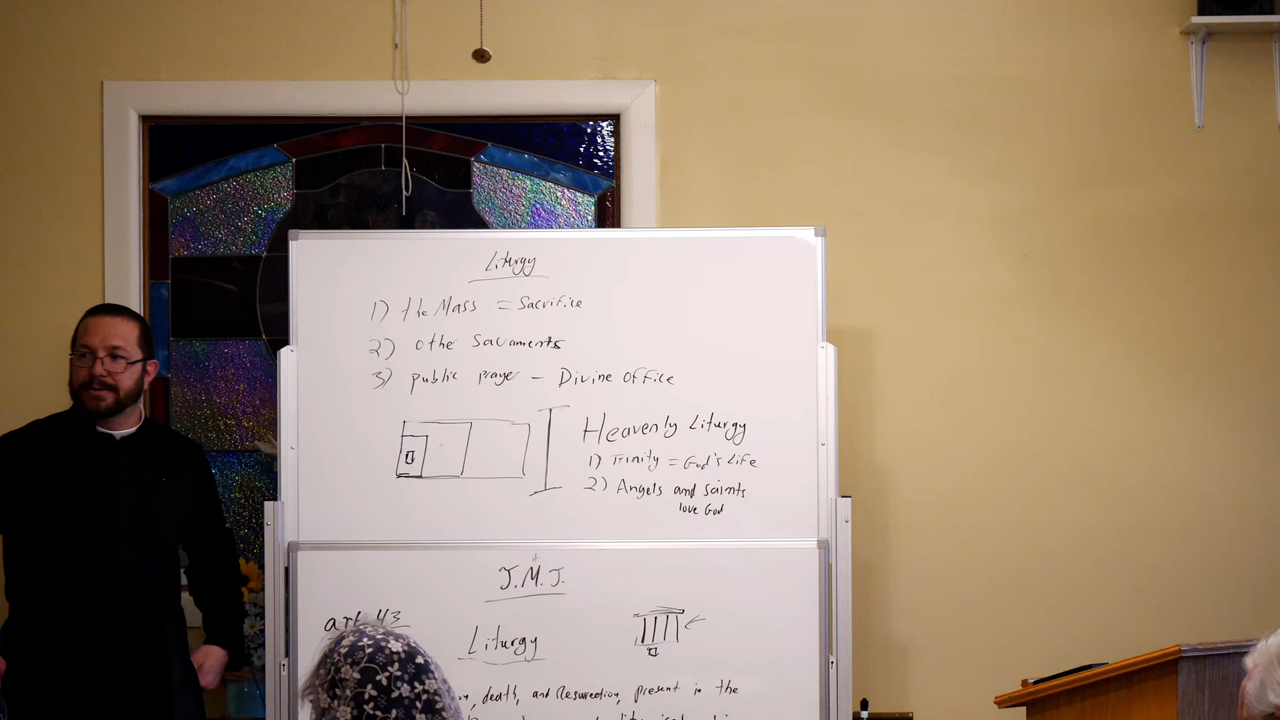 Liturgy
1) the Mass = Sacrifice
2) othe Sacraments
3) public prayer - Divine Office
Heavenly Liturgy
1) Trinity = God's Life
2) Angels and saints
love God
J.M.J.
art. 43
Liturgy
death, and Resurrection, present in the